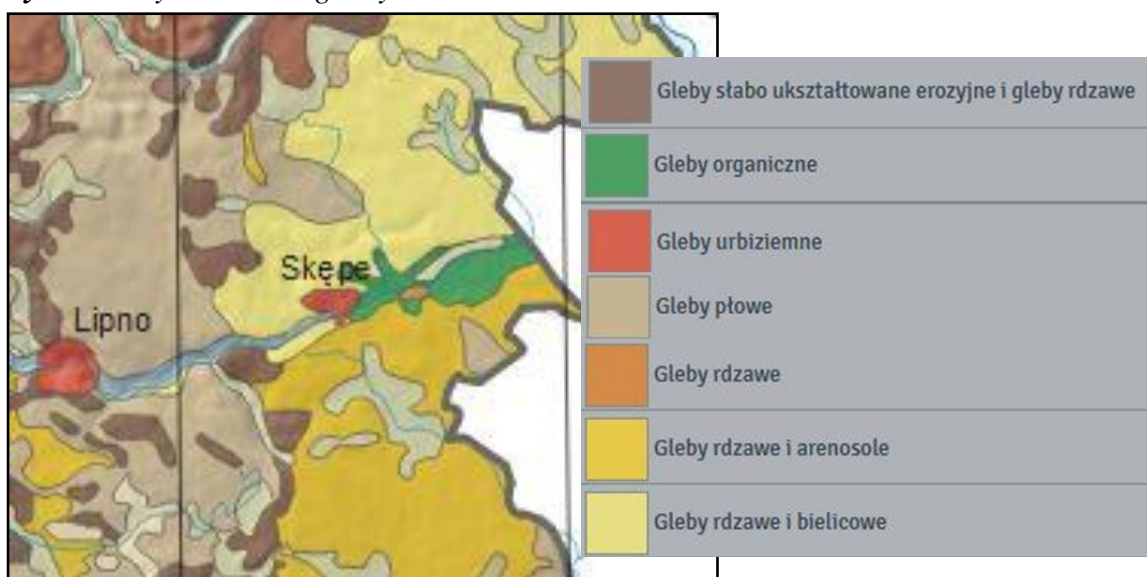 Gleby słabo ukształtowane erozyjne i gleby rdzawe
Gleby organiczne
Skępe
Gleby urbiziemne
Lipno
Gleby płowe
Gleby rdzawe
Gleby rdzawe i arenosole
Gleby rdzawe i bielicowe